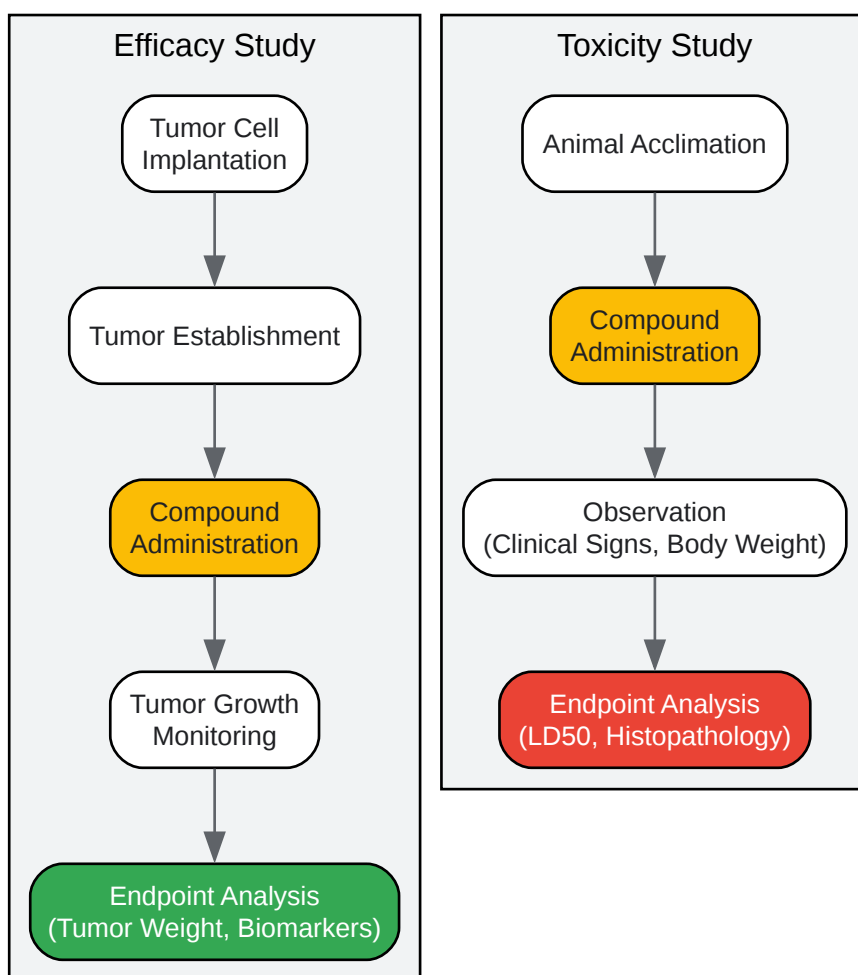 Efficacy Study
Tumor Cell
Implantation
Tumor Establishment
Compound
Administration
Tumor Growth
Monitoring
Endpoint Analysis
(Tumor Weight, Biomarkers)
Toxicity Study
Animal Acclimation
Compound
Administration
Observation
(Clinical Signs, Body Weight)
Endpoint Analysis
(LD50, Histopathology)